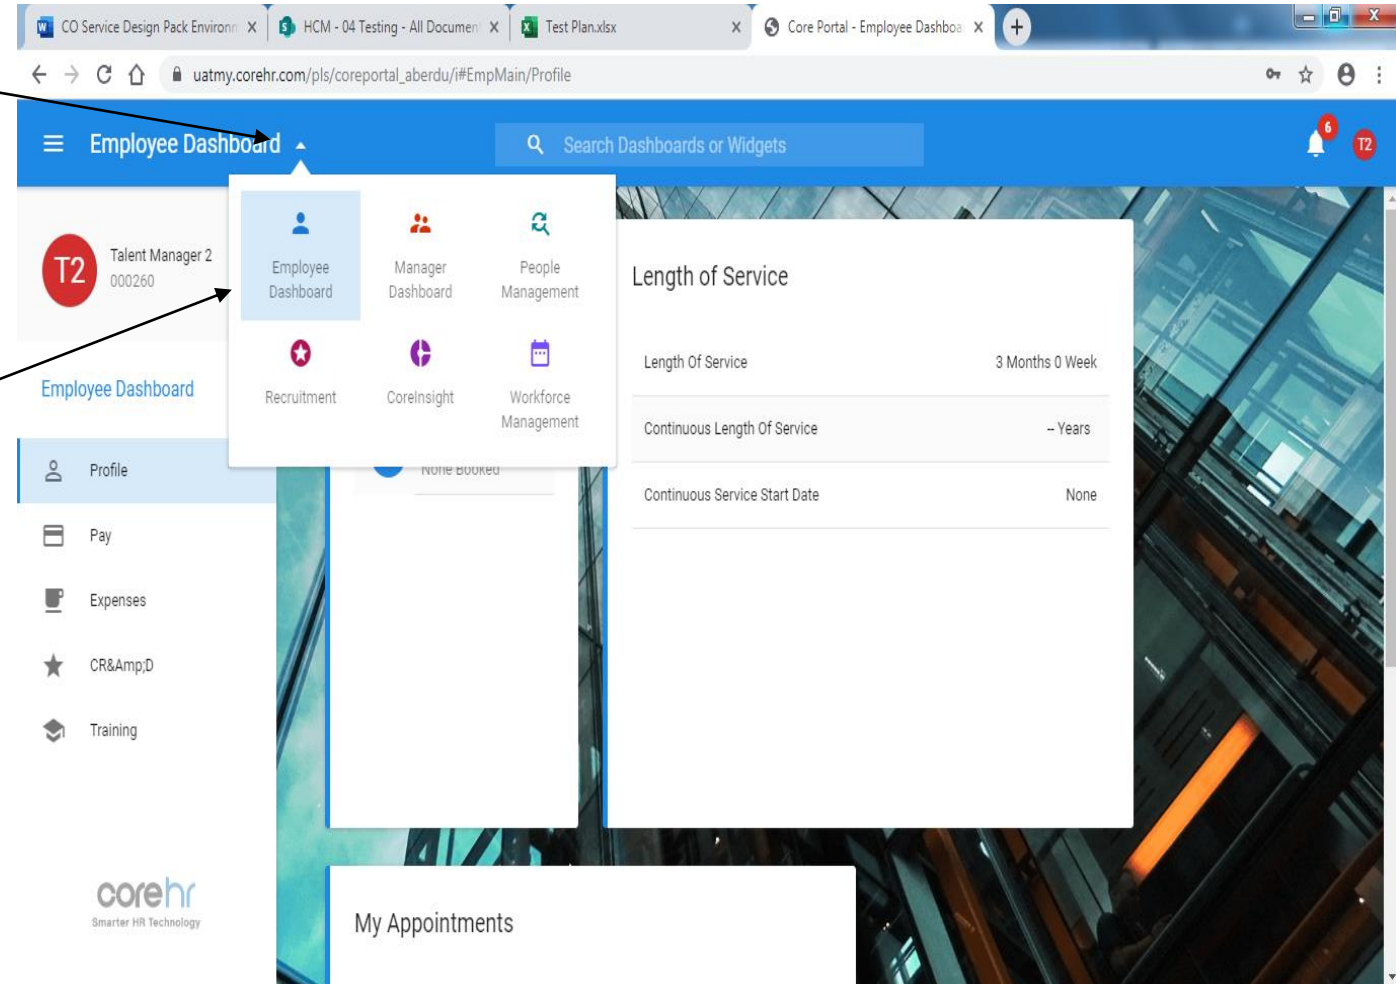 CO Service Design Pack Environm
HCM - 04 Testing - All Document
Test Plan.xlsx
Core Portal - Employee Dashboa
uatmy.corehr.com/pls/coreportal_aberdu/i#EmpMain/Profile
Employee Dashboard
Search Dashboards or Widgets
6
T2
T2
Talent Manager 2
000260
Employee
Dashboard
Manager
Dashboard
People
Management
Recruitment
CoreInsight
Workforce
Management
Employee Dashboard
Profile
Pay
Expenses
CR&Amp;D
Training
corehr
Smarter HR Technology
None Booked
Length of Service
Length Of Service 3 Months 0 Week
Continuous Length Of Service -- Years
Continuous Service Start Date None
My Appointments